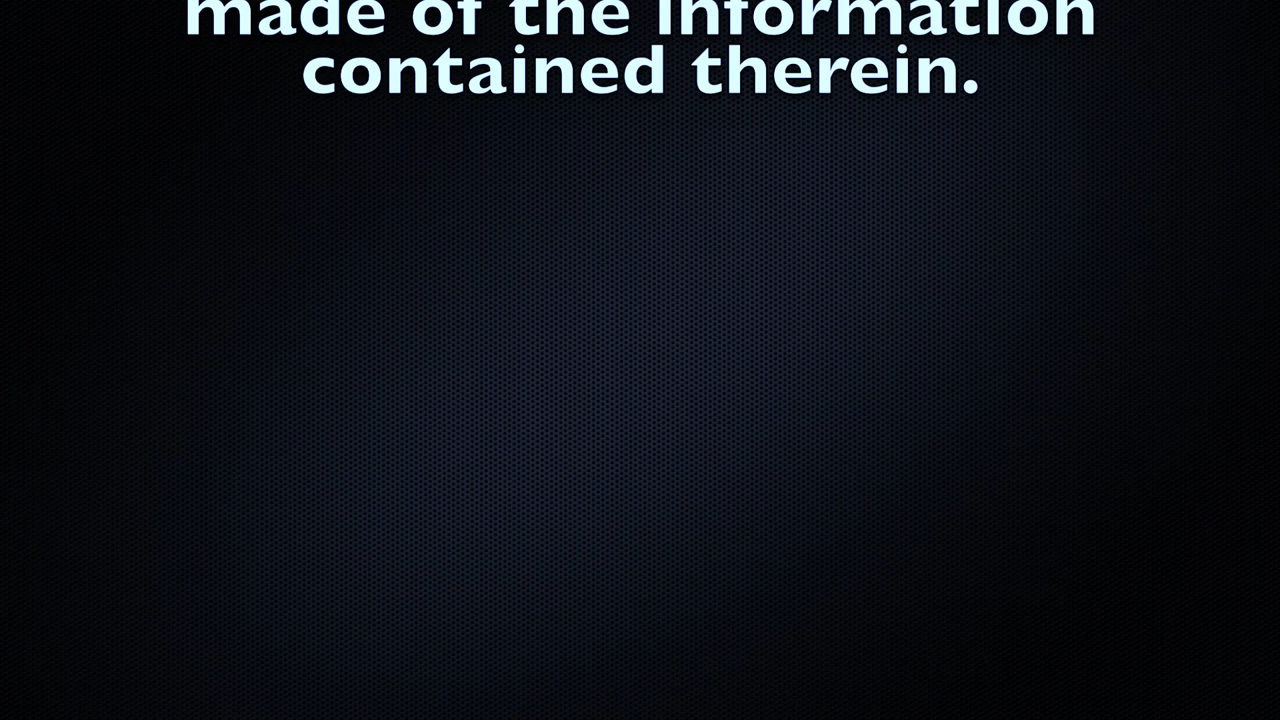 made of the information
contained therein.